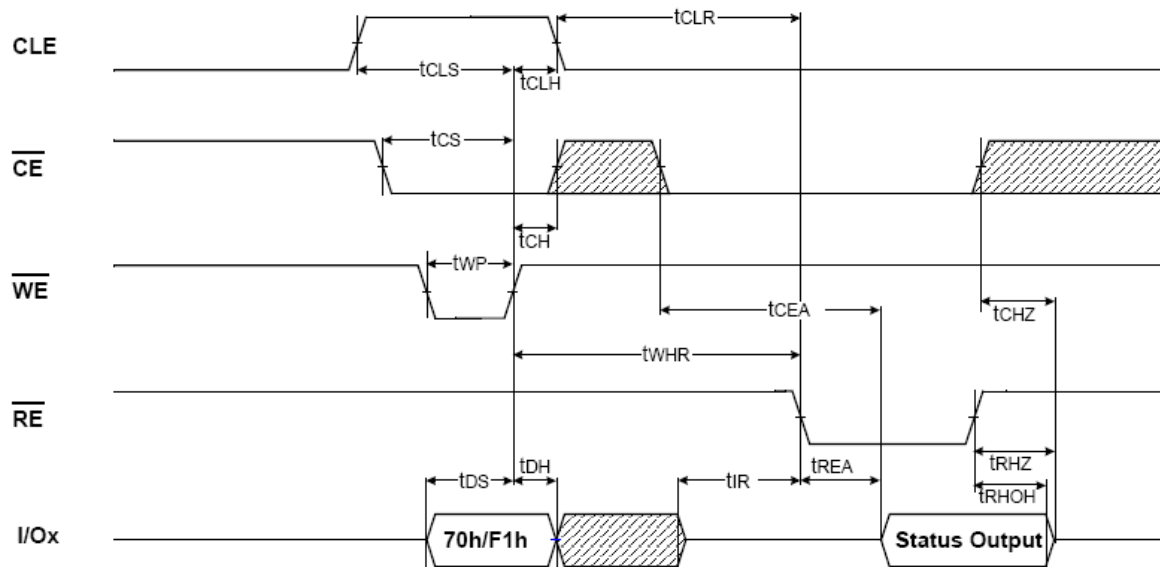 CLE
tCLR
tCLS
tCLH
CE
tCS
tCH
WE
tWP
tCEA
tCHZ
tWHR
RE
tDS
tDH
tIR
tREA
tRHZ
tRHOH
I/Ox
70h/F1h
Status Output